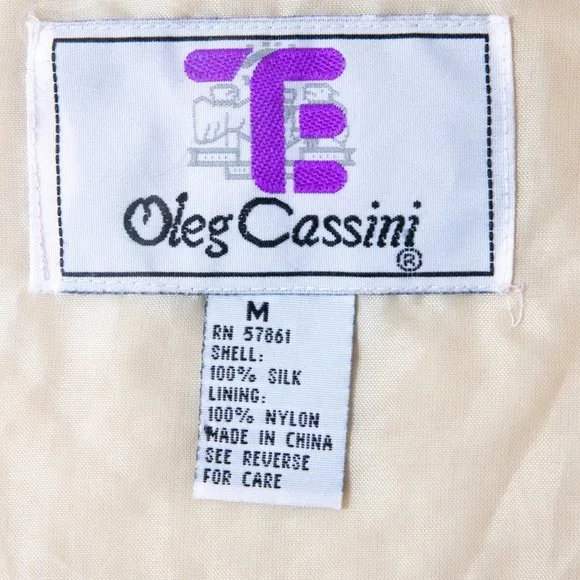 Oleg Cassini ®
M
RN 57861
SHELL:
100% SILK
LINING:
100% NYLON
MADE IN CHINA
SEE REVERSE
FOR CARE